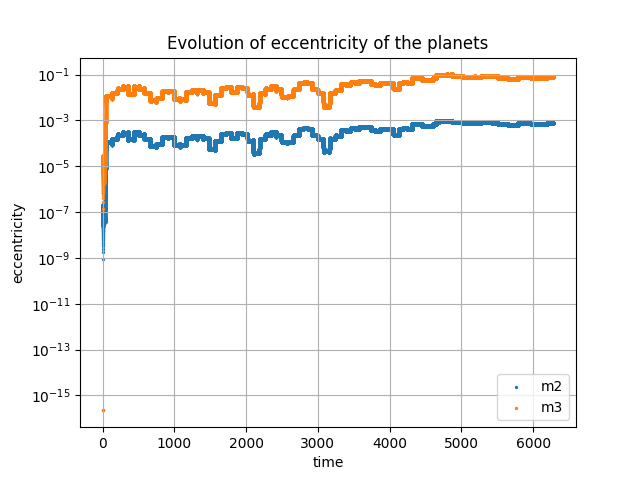 Evolution of eccentricity of the planets
eccentricity
10⁻¹
10⁻³
10⁻⁵
10⁻⁷
10⁻⁹
10⁻¹¹
10⁻¹³
10⁻¹⁵
m2
m3
0 1000 2000 3000 4000 5000 6000
time